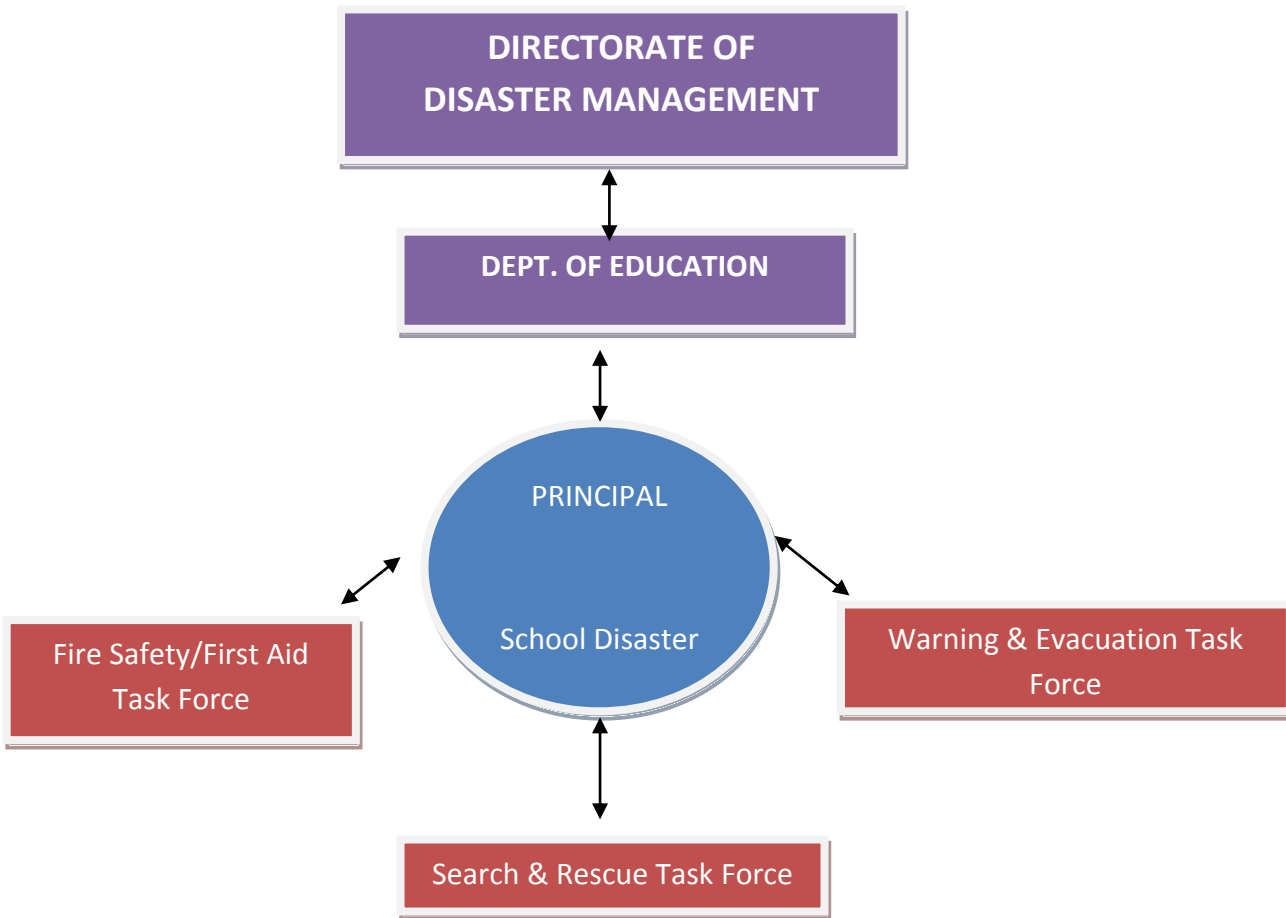 DIRECTORATE OF
DISASTER MANAGEMENT
DEPT. OF EDUCATION
PRINCIPAL
School Disaster
Fire Safety/First Aid
Task Force
Warning & Evacuation Task
Force
Search & Rescue Task Force